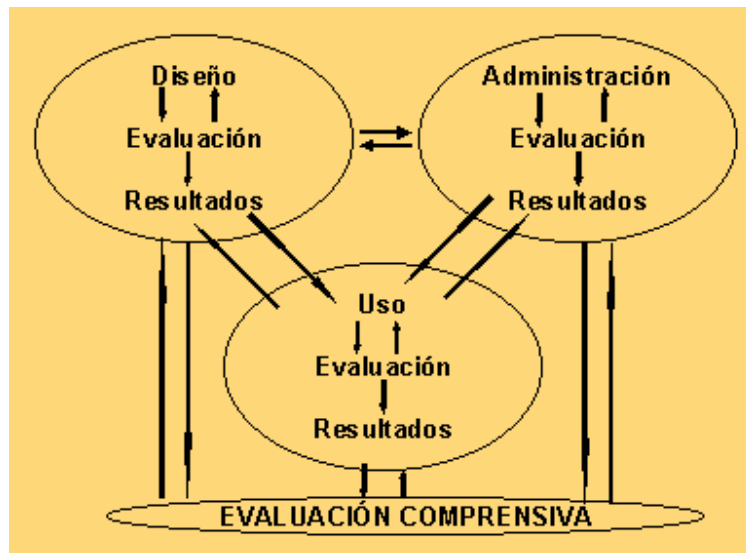 Diseño
Evaluación
Resultados
Administración
Evaluación
Resultados
Uso
Evaluación
Resultados
EVALUACIÓN COMPRENSIVA